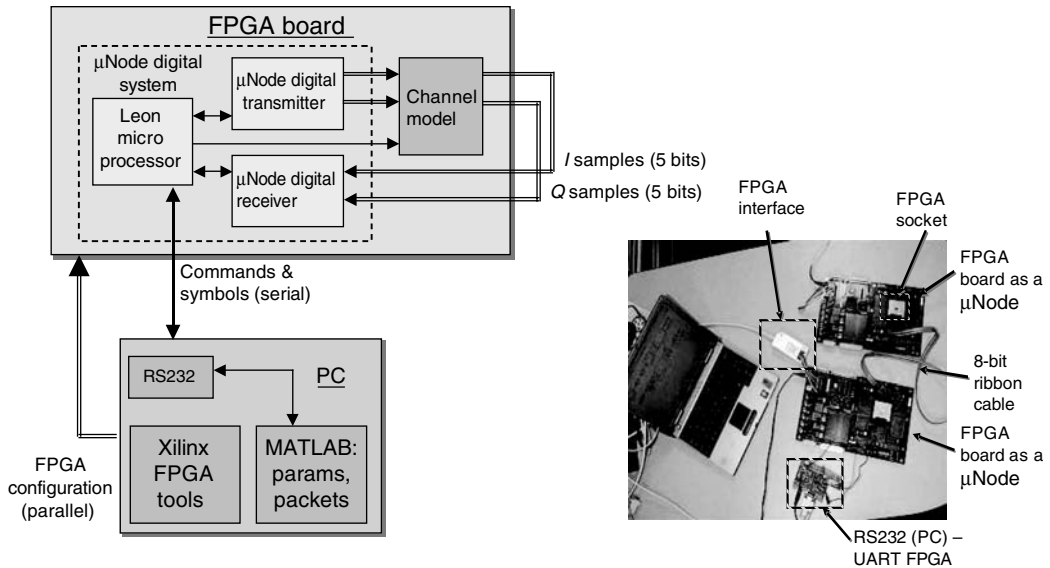 FPGA board
μNode digital
system
μNode digital
transmitter
Channel
model
Leon
micro
processor
μNode digital
receiver
I samples (5 bits)
Q samples (5 bits)
Commands &
symbols (serial)
RS232
PC
Xilinx
FPGA
tools
MATLAB:
params,
packets
FPGA
configuration
(parallel)
FPGA
interface
FPGA
socket
FPGA
board as a
μNode
8-bit
ribbon
cable
FPGA
board as a
μNode
RS232 (PC) –
UART FPGA